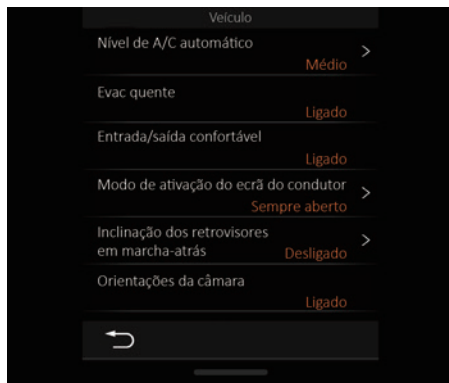 Veículo
Nível de A/C automático
Médio
Evac quente
Ligado
Entrada/saída confortável
Ligado
Modo de ativação do ecrã do condutor
Sempre aberto
Inclinação dos retrovisores
em marcha-atrás
Desligado
Orientações da câmara
Ligado